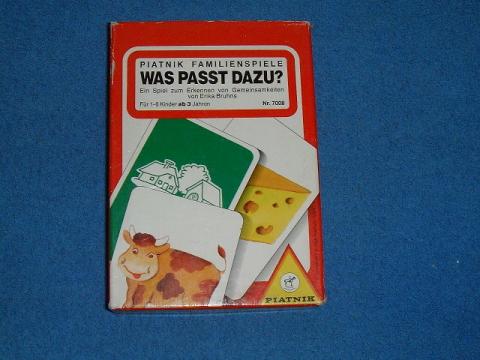 PIATNIK FAMILIENSPIELE
WAS PASST DAZU?
Ein Spiel zum Erkennen von Gemeinsamkeiten
von Erika Bruhns
Für 1-6 Kinder ab 3 Jahren
Nr. 7008
PIATNIK